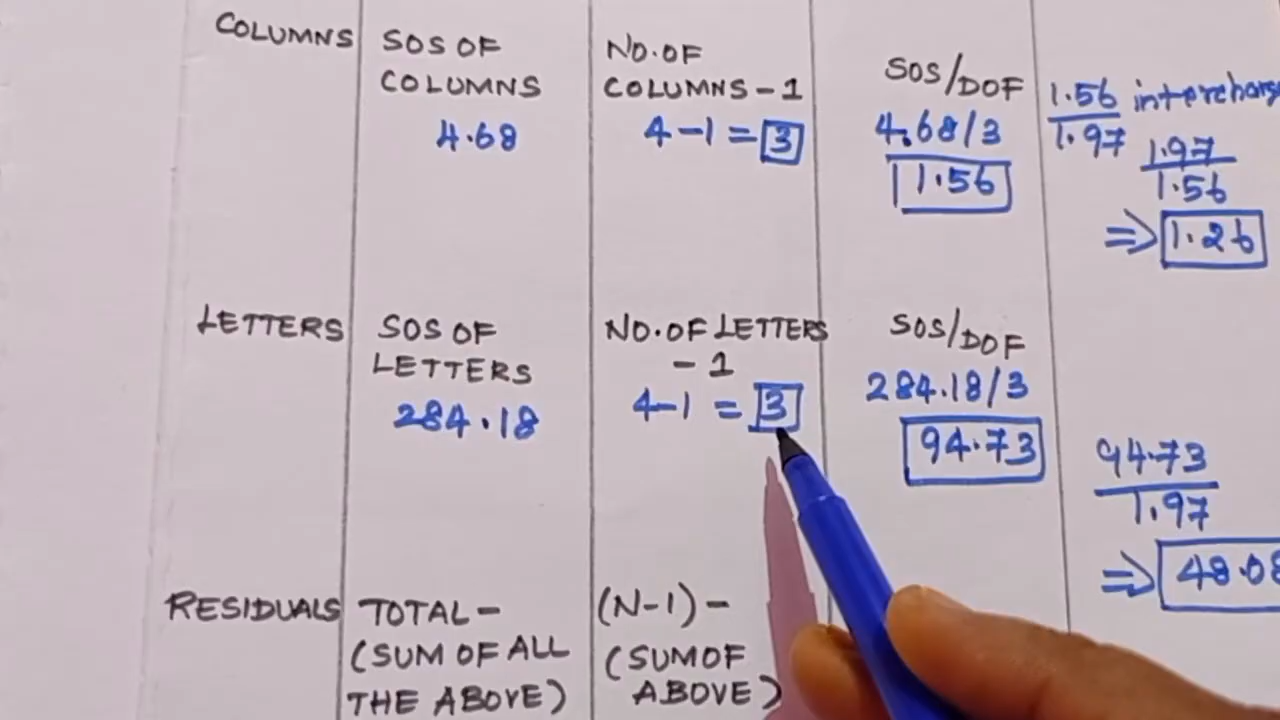 COLUMNS
SOS OF
COLUMNS
4.68
NO. OF
COLUMNS - 1
4 - 1 = 3
SOS/DOF
4.68/3
1.56
1.56
1.97
1.97
1.56
⇒ 1.26
LETTERS
SOS OF
LETTERS
284.18
NO. OF LETTERS
- 1
4 - 1 = 3
SOS/DOF
284.18/3
94.73
94.73
1.97
⇒ 48.08
RESIDUALS
TOTAL -
(SUM OF ALL
THE ABOVE)
(N-1) -
(SUM OF
ABOVE)